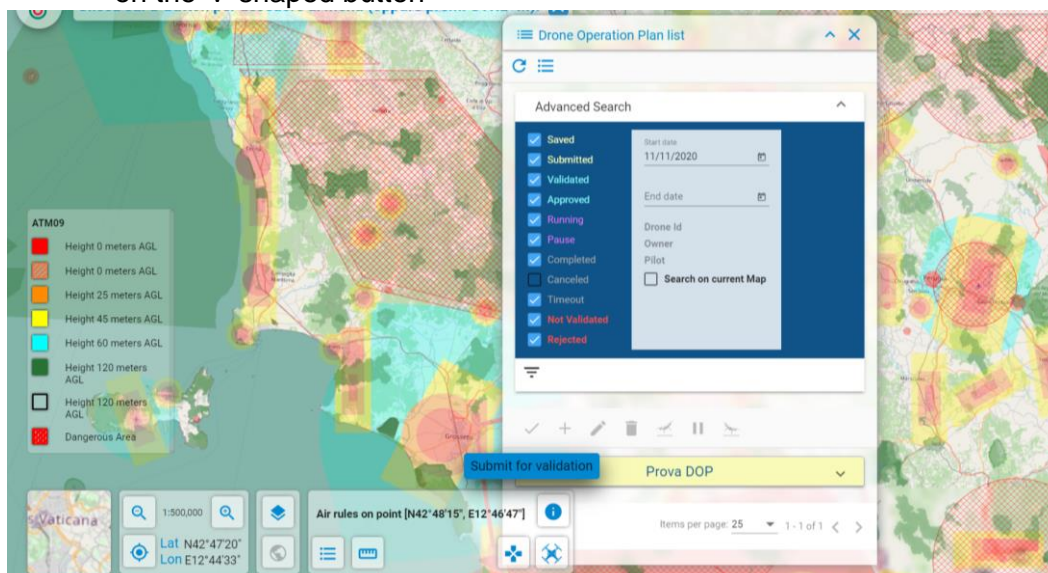 on the 'V'-shaped button
Drone Operation Plan list
Advanced Search
Saved
Submitted
Validated
Approved
Running
Pause
Completed
Canceled
Timeout
Not Validated
Rejected
Start date
11/11/2020
End date
Drone Id
Owner
Pilot
Search on current Map
ATM09
Height 0 meters AGL
Height 0 meters AGL
Height 25 meters AGL
Height 45 meters AGL
Height 60 meters AGL
Height 120 meters
AGL
Height 120 meters
AGL
Dangerous Area
Submit for validation
Prova DOP
Items per page: 25
1 - 1 of 1
Vaticana
1:500,000
Lat N42°47'20"
Lon E12°44'33"
Air rules on point [N42°48'15", E12°46'47"]
Grosseto